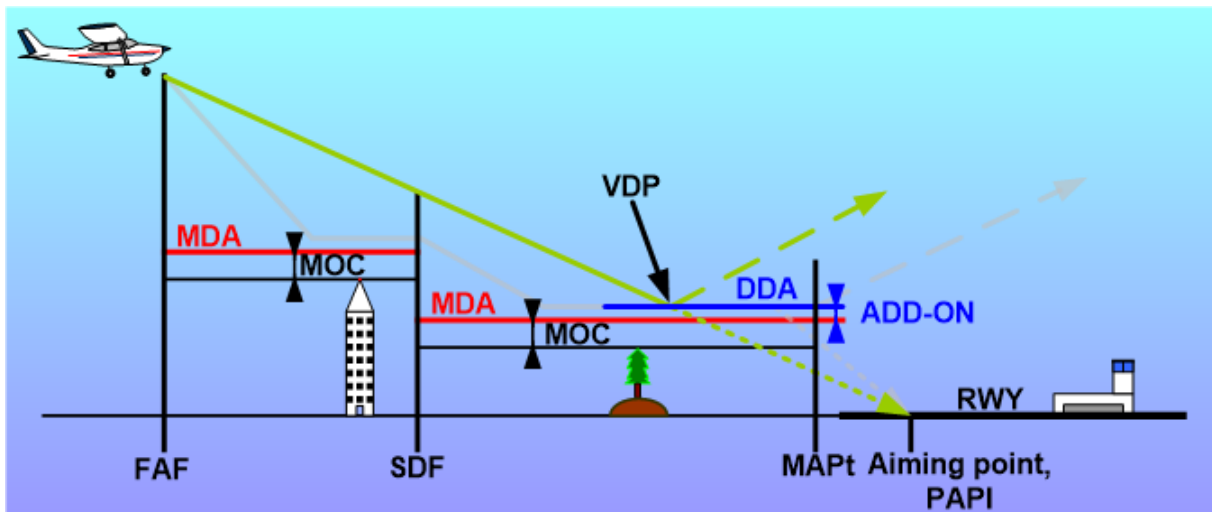 VDP
MDA
MOC
DDA
MDA
ADD-ON
MOC
RWY
FAF
SDF
MAPt
Aiming point,
PAPI